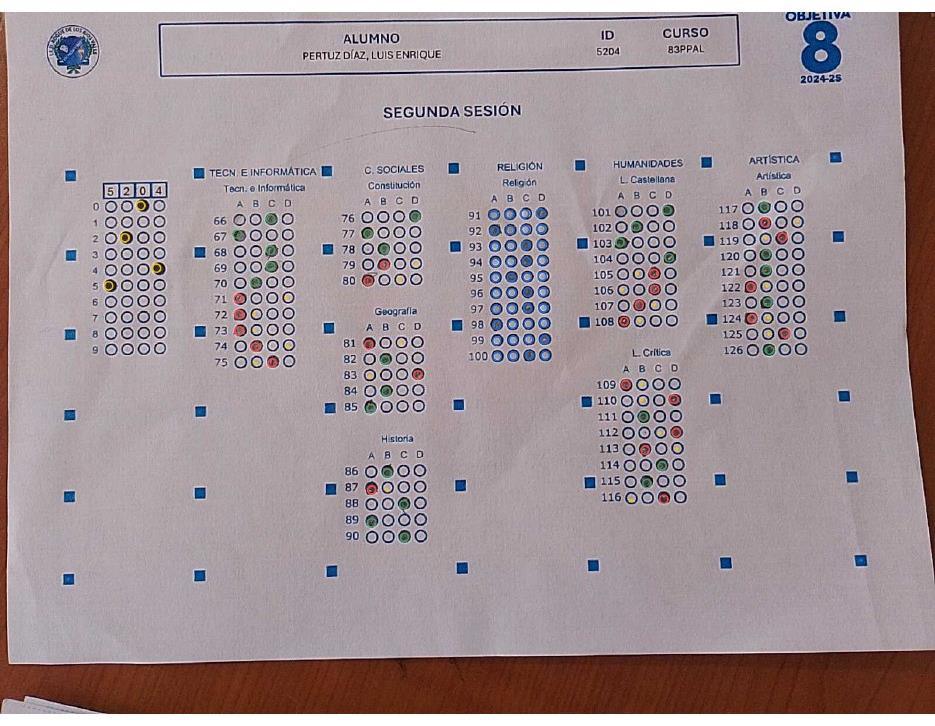 OBJETIVA
8
2024-25
ALUMNO
PERTUZ DÍAZ, LUIS ENRIQUE
ID
5204
CURSO
83PPAL
SEGUNDA SESIÓN
5 2 0 4
0
1
2
3
4
5
6
7
8
9
TECN. E INFORMÁTICA
Tecn. e Informática
A B C D
66
67
68
69
70
71
72
73
74
75
C. SOCIALES
Constitución
A B C D
76
77
78
79
80
Geografía
A B C D
81
82
83
84
85
Historia
A B C D
86
87
88
89
90
RELIGIÓN
Religión
A B C D
91
92
93
94
95
96
97
98
99
100
HUMANIDADES
L. Castellana
A B C D
101
102
103
104
105
106
107
108
L. Crítica
A B C D
109
110
111
112
113
114
115
116
ARTÍSTICA
Artística
A B C D
117
118
119
120
121
122
123
124
125
126